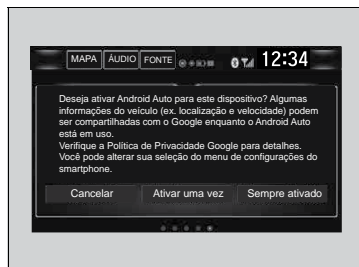 MAPA ÁUDIO FONTE 12:34
Deseja ativar Android Auto para este dispositivo? Algumas
informações do veículo (ex. localização e velocidade) podem
ser compartilhadas com o Google enquanto o Android Auto
está em uso.
Verifique a Política de Privacidade Google para detalhes.
Você pode alterar sua seleção do menu de configurações do
smartphone.
Cancelar Ativar uma vez Sempre ativado